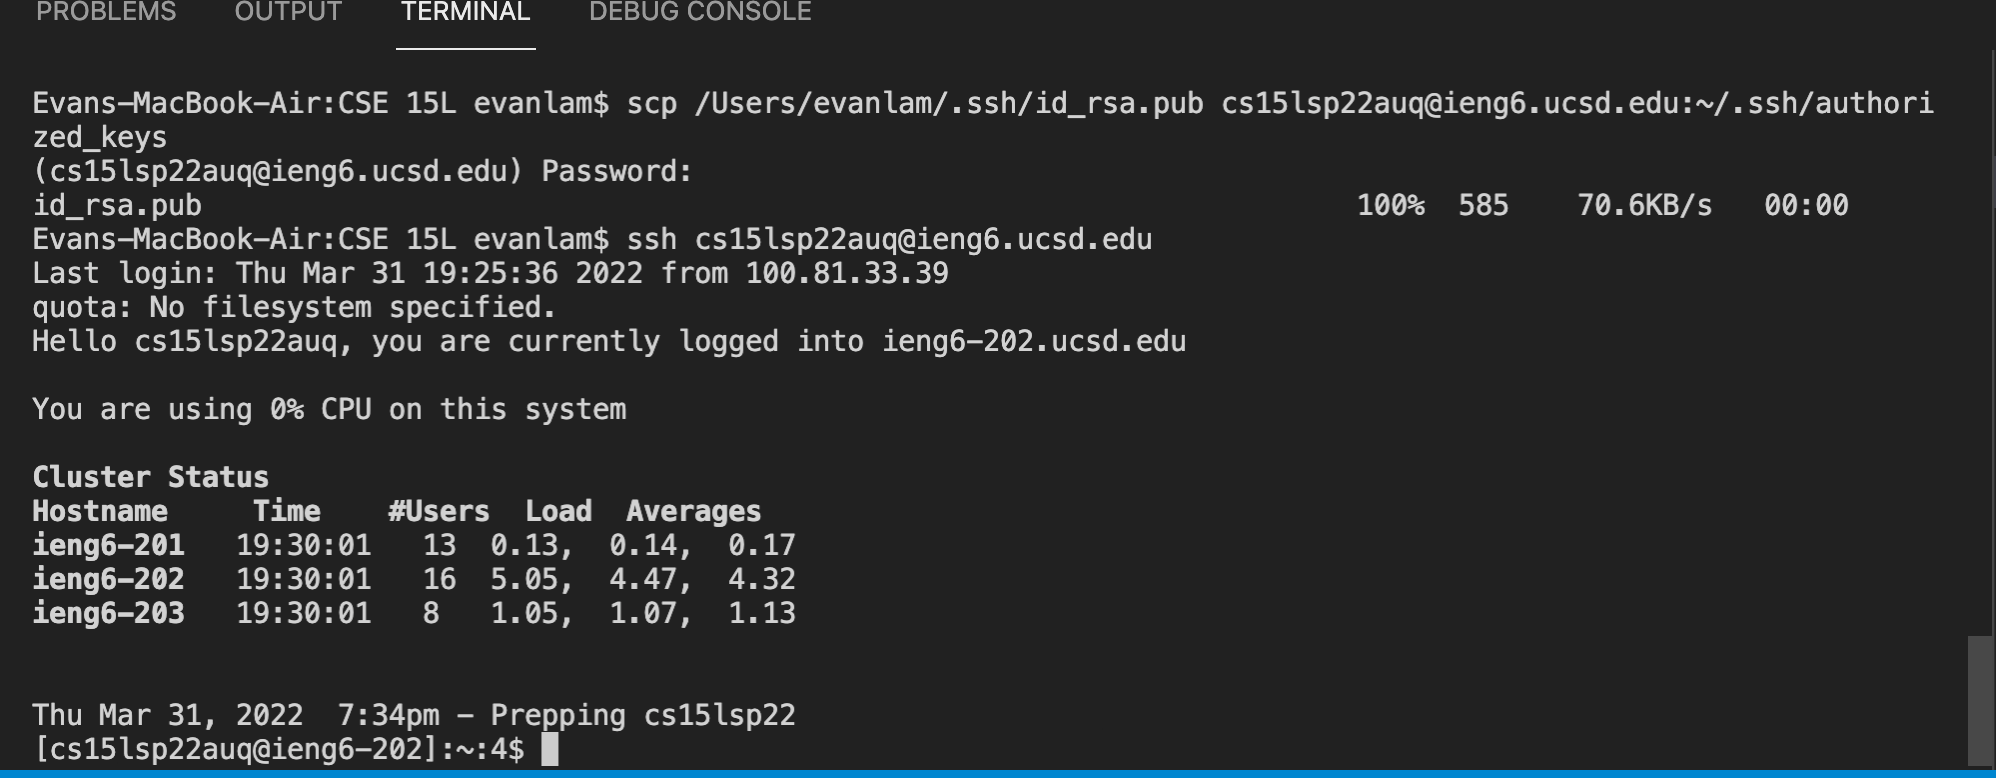 PROBLEMS OUTPUT TERMINAL DEBUG CONSOLE
Evans-MacBook-Air:CSE 15L evanlam$ scp /Users/evanlam/.ssh/id_rsa.pub cs15lsp22auq@ieng6.ucsd.edu:~/.ssh/authori
zed_keys
(cs15lsp22auq@ieng6.ucsd.edu) Password:
id_rsa.pub 100% 585 70.6KB/s 00:00
Evans-MacBook-Air:CSE 15L evanlam$ ssh cs15lsp22auq@ieng6.ucsd.edu
Last login: Thu Mar 31 19:25:36 2022 from 100.81.33.39
quota: No filesystem specified.
Hello cs15lsp22auq, you are currently logged into ieng6-202.ucsd.edu
You are using 0% CPU on this system
Cluster Status
Hostname Time #Users Load Averages
ieng6-201 19:30:01 13 0.13, 0.14, 0.17
ieng6-202 19:30:01 16 5.05, 4.47, 4.32
ieng6-203 19:30:01 8 1.05, 1.07, 1.13
Thu Mar 31, 2022 7:34pm - Prepping cs15lsp22
[cs15lsp22auq@ieng6-202]:~:4$